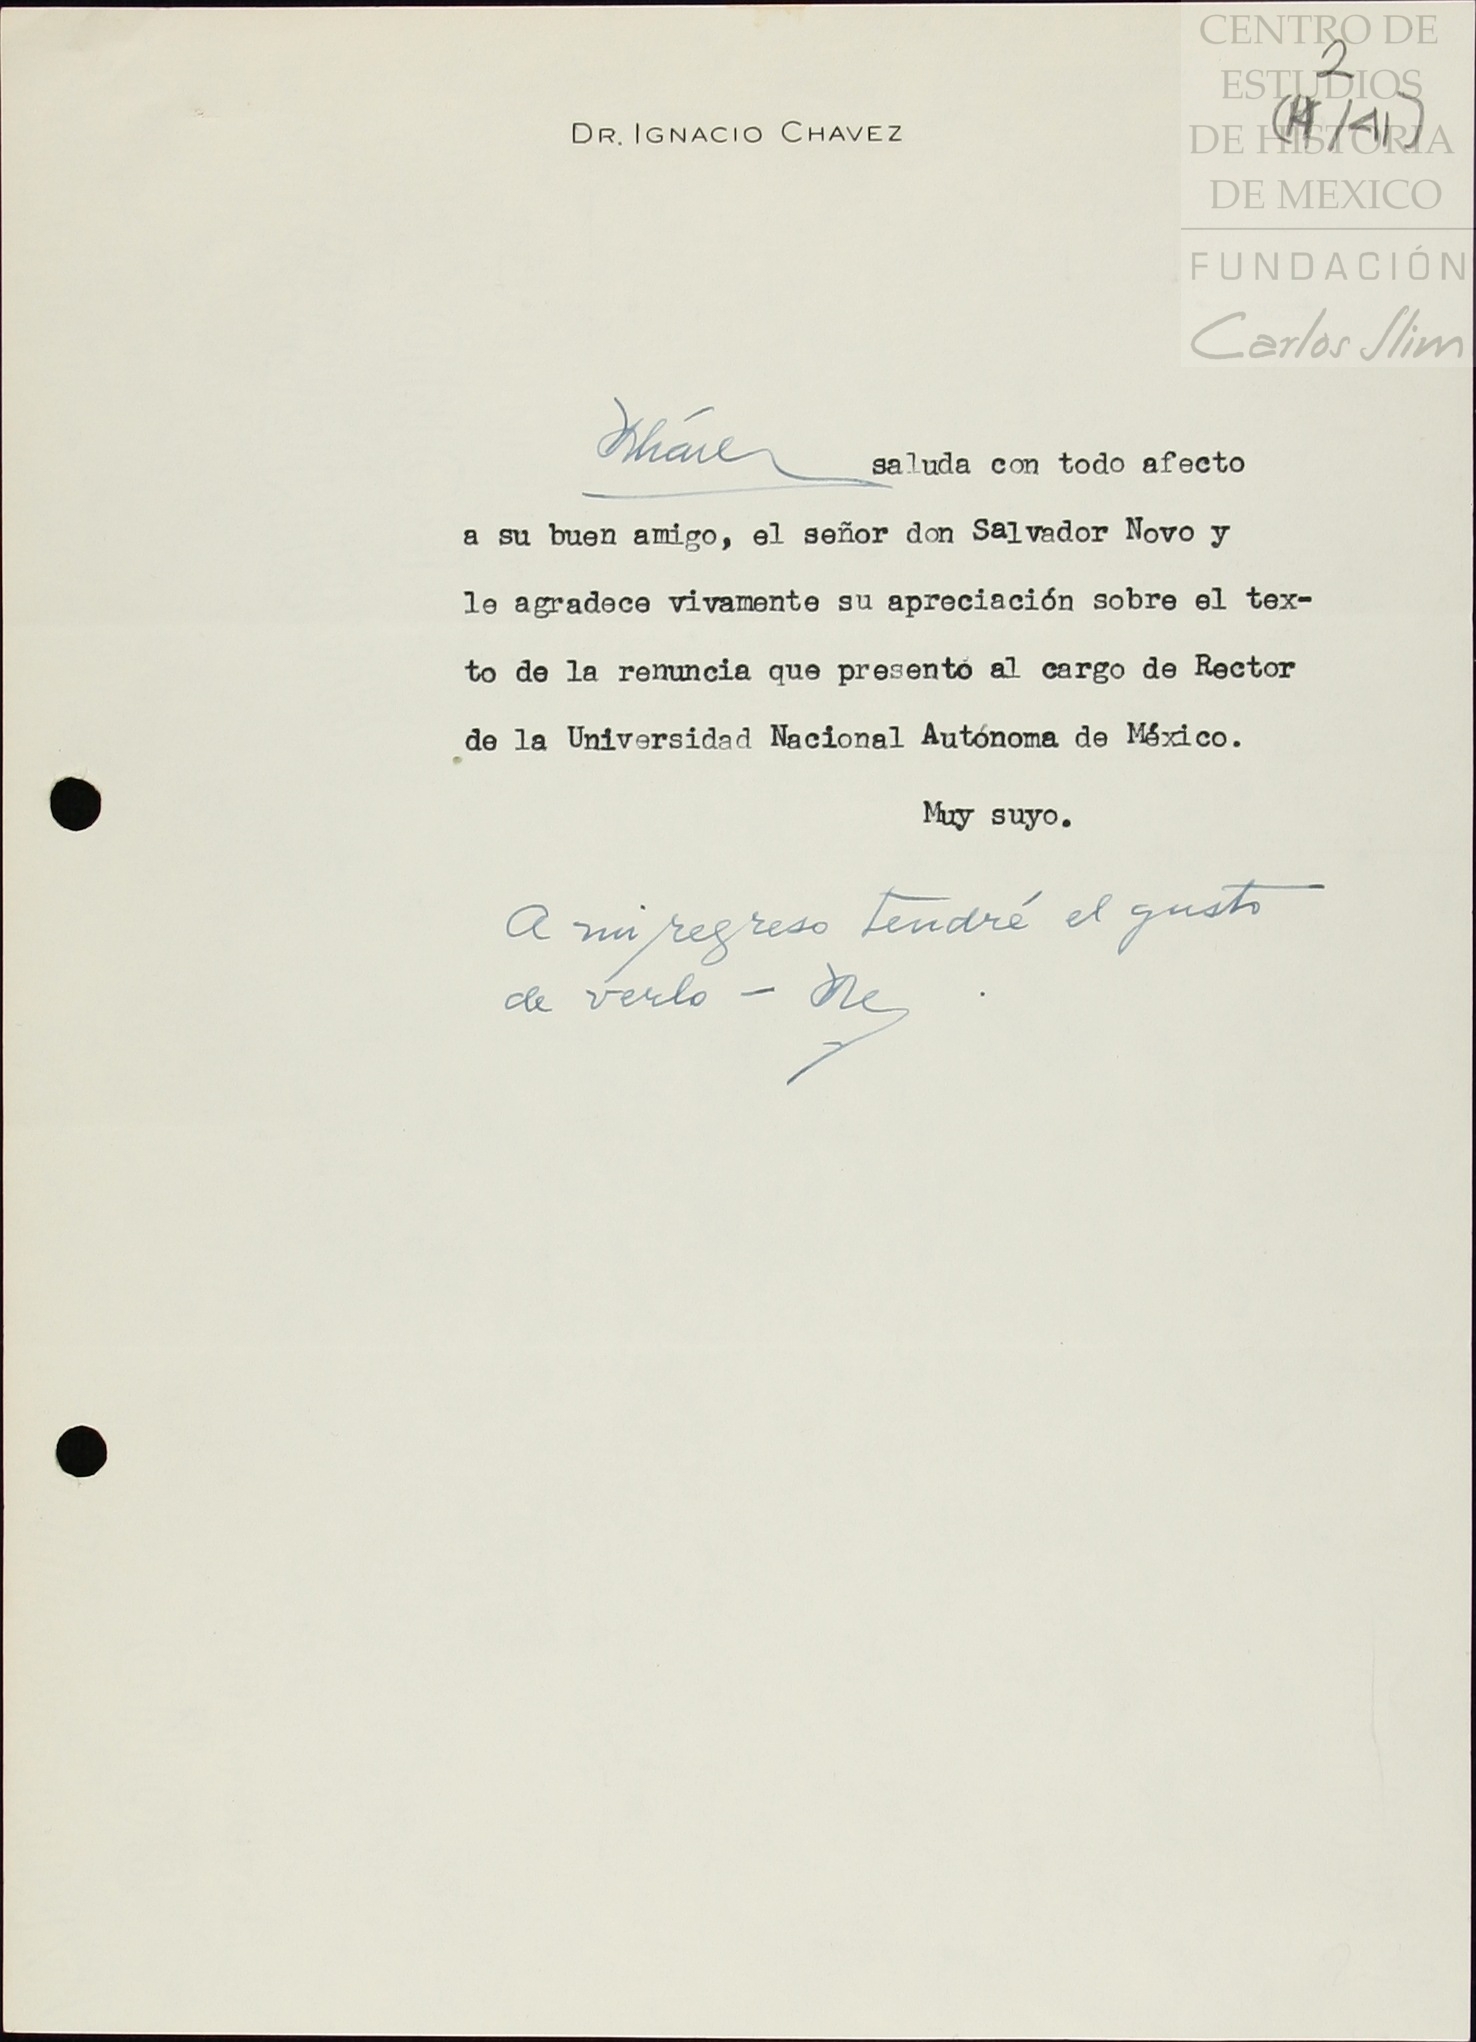 CENTRO DE
ESTUDIOS
DE HISTORIA
DE MEXICO
FUNDACIÓN
Carlos Slim
2
DR. IGNACIO CHAVEZ
saluda con todo afecto
a su buen amigo, el señor don Salvador Novo y
le agradece vivamente su apreciación sobre el tex-
to de la renuncia que presentó al cargo de Rector
de la Universidad Nacional Autónoma de México.
Muy suyo.
A mi regreso tendré el gusto
de verlo –